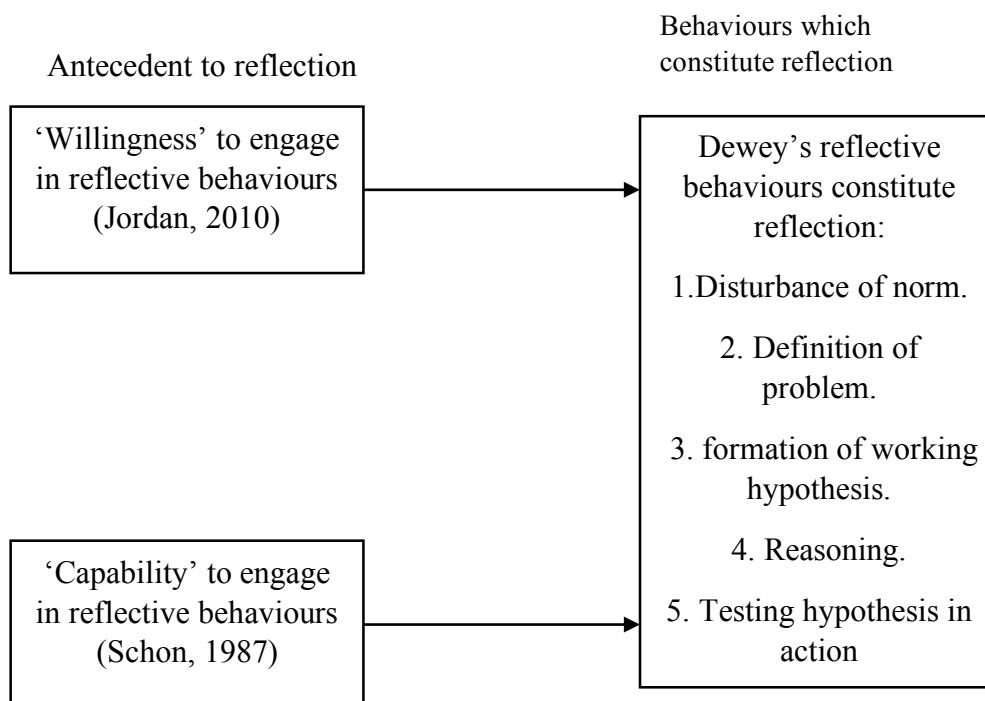 Antecedent to reflection
Behaviours which
constitute reflection
‘Willingness’ to engage
in reflective behaviours
(Jordan, 2010)
Dewey’s reflective
behaviours constitute
reflection:
1.Disturbance of norm.
2. Definition of
problem.
3. formation of working
hypothesis.
4. Reasoning.
5. Testing hypothesis in
action
‘Capability’ to engage
in reflective behaviours
(Schon, 1987)